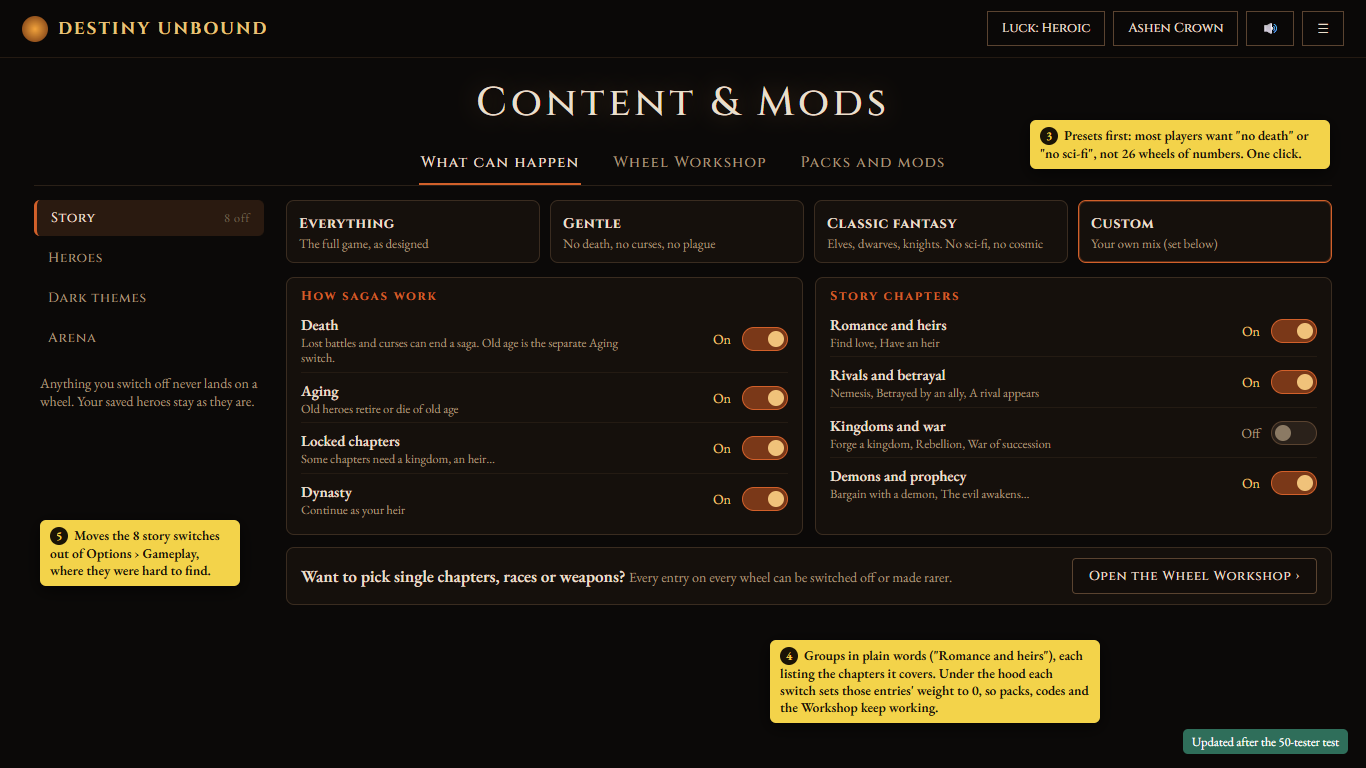 DESTINY UNBOUND
Luck: Heroic
Ashen Crown
Content & Mods
3 Presets first: most players want "no death" or
"no sci-fi", not 26 wheels of numbers. One click.
What can happen
Wheel Workshop
Packs and mods
Story
8 off
Heroes
Dark themes
Arena
Anything you switch off never lands on a
wheel. Your saved heroes stay as they are.
Everything
The full game, as designed
Gentle
No death, no curses, no plague
Classic fantasy
Elves, dwarves, knights. No sci-fi, no cosmic
Custom
Your own mix (set below)
How sagas work
Death
Lost battles and curses can end a saga. Old age is the separate Aging
switch.
On
Aging
Old heroes retire or die of old age
On
Locked chapters
Some chapters need a kingdom, an heir...
On
Dynasty
Continue as your heir
On
Story chapters
Romance and heirs
Find love, Have an heir
On
Rivals and betrayal
Nemesis, Betrayed by an ally, A rival appears
On
Kingdoms and war
Forge a kingdom, Rebellion, War of succession
Off
Demons and prophecy
Bargain with a demon, The evil awakens...
On
5 Moves the 8 story switches
out of Options › Gameplay,
where they were hard to find.
Want to pick single chapters, races or weapons? Every entry on every wheel can be switched off or made rarer.
Open the Wheel Workshop ›
4 Groups in plain words ("Romance and heirs"), each
listing the chapters it covers. Under the hood each
switch sets those entries' weight to 0, so packs, codes and
the Workshop keep working.
Updated after the 50-tester test